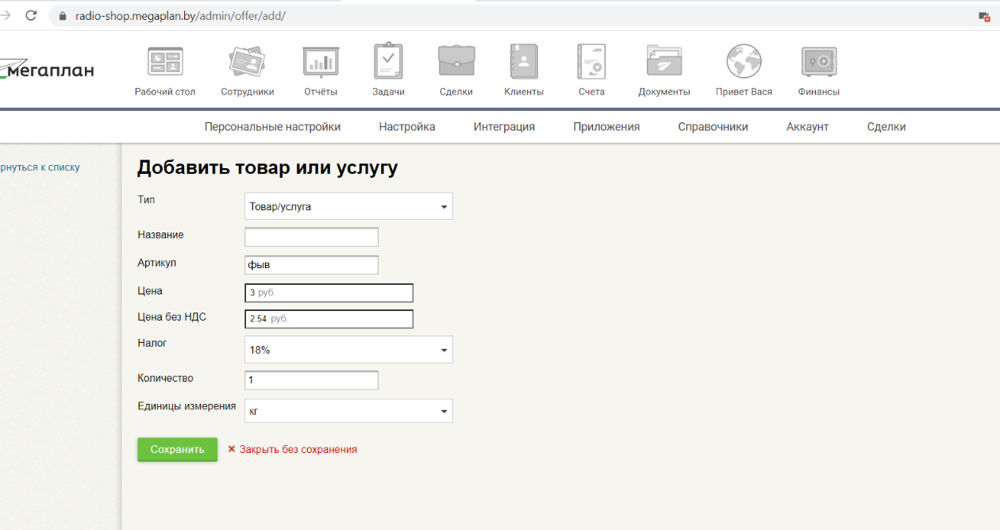 radio-shop.megaplan.by/admin/offer/add/
мегаплан
Рабочий стол Сотрудники Отчёты Задачи Сделки Клиенты Счета Документы Привет Вася Финансы
Персональные настройки Настройка Интеграция Приложения Справочники Аккаунт Сделки
рнуться к списку
Добавить товар или услугу
Тип Товар/услуга
Название
Артикул фыв
Цена 3 руб.
Цена без НДС 2.54 руб.
Налог 18%
Количество 1
Единицы измерения кг
Сохранить × Закрыть без сохранения